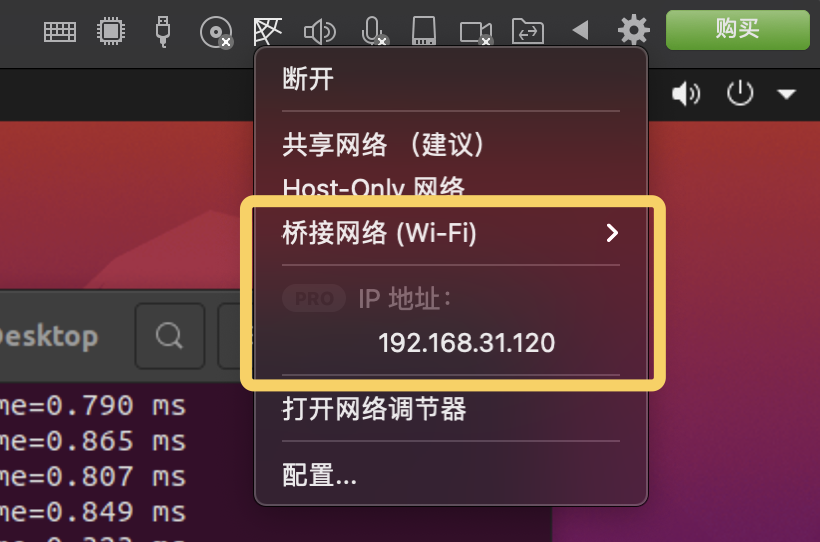 购买
断开
共享网络 （建议）
Host-Only 网络
桥接网络 (Wi-Fi)
PRO IP 地址：
192.168.31.120
打开网络调节器
配置...
Desktop
me=0.790 ms
me=0.865 ms
me=0.807 ms
me=0.849 ms